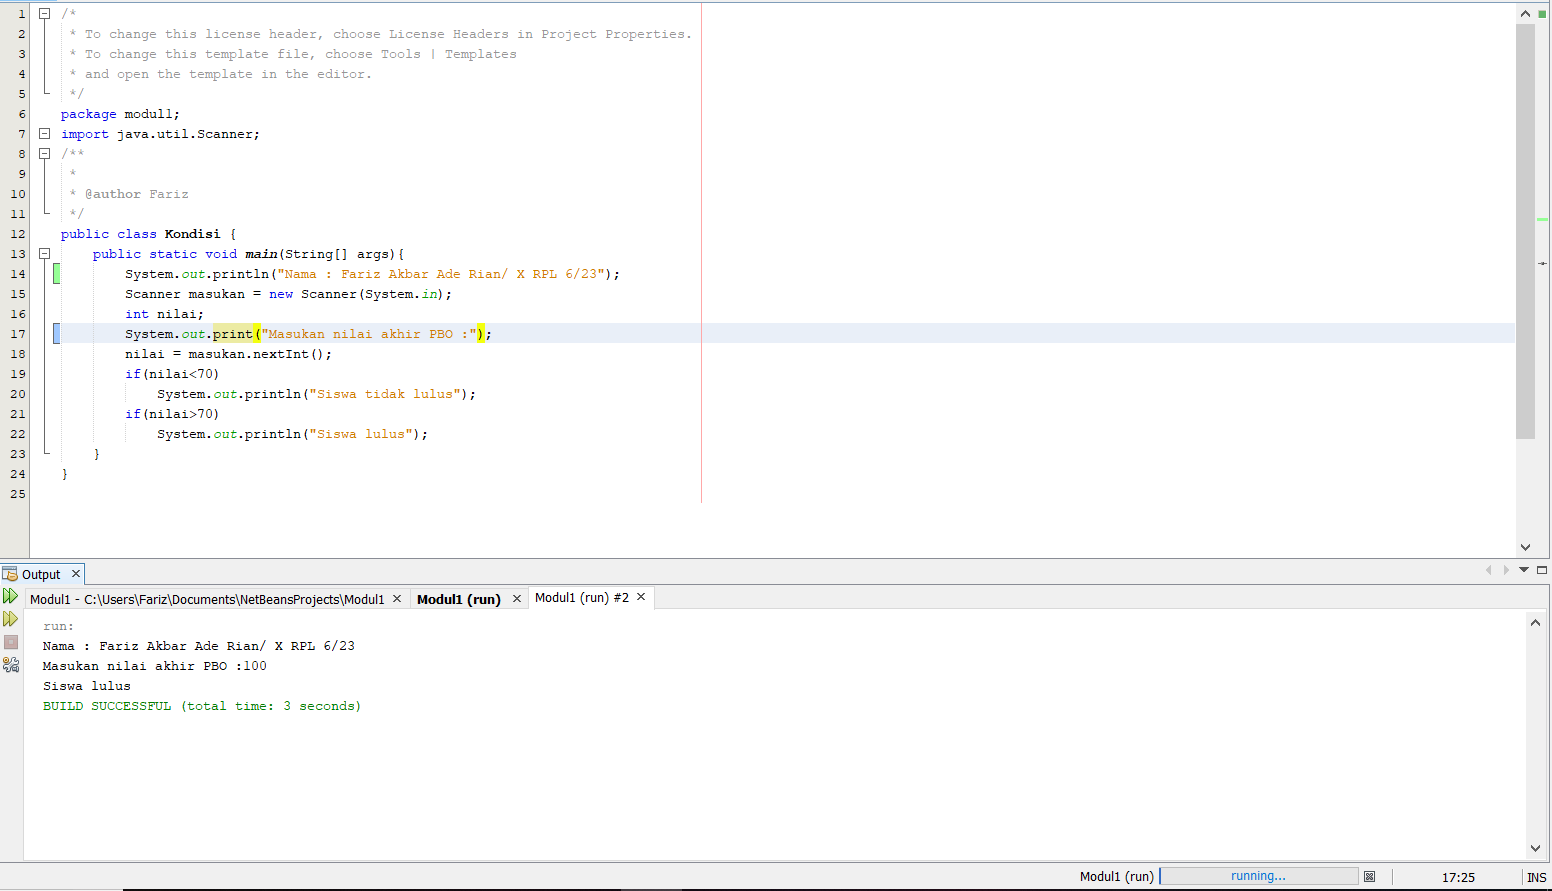 1 /*
2 * To change this license header, choose License Headers in Project Properties.
3 * To change this template file, choose Tools | Templates
4 * and open the template in the editor.
5 */
6 package modul1;
7 import java.util.Scanner;
8 /**
9 *
10 * @author Fariz
11 */
12 public class Kondisi {
13 public static void main(String[] args){
14 System.out.println("Nama : Fariz Akbar Ade Rian/ X RPL 6/23");
15 Scanner masukan = new Scanner(System.in);
16 int nilai;
17 System.out.print("Masukan nilai akhir PBO :");
18 nilai = masukan.nextInt();
19 if(nilai<70)
20 System.out.println("Siswa tidak lulus");
21 if(nilai>70)
22 System.out.println("Siswa lulus");
23 }
24 }
25
Output
Modul1 - C:\Users\Fariz\Documents\NetBeansProjects\Modul1 Modul1 (run) Modul1 (run) #2
run:
Nama : Fariz Akbar Ade Rian/ X RPL 6/23
Masukan nilai akhir PBO :100
Siswa lulus
BUILD SUCCESSFUL (total time: 3 seconds)
Modul1 (run) running... 17:25 INS